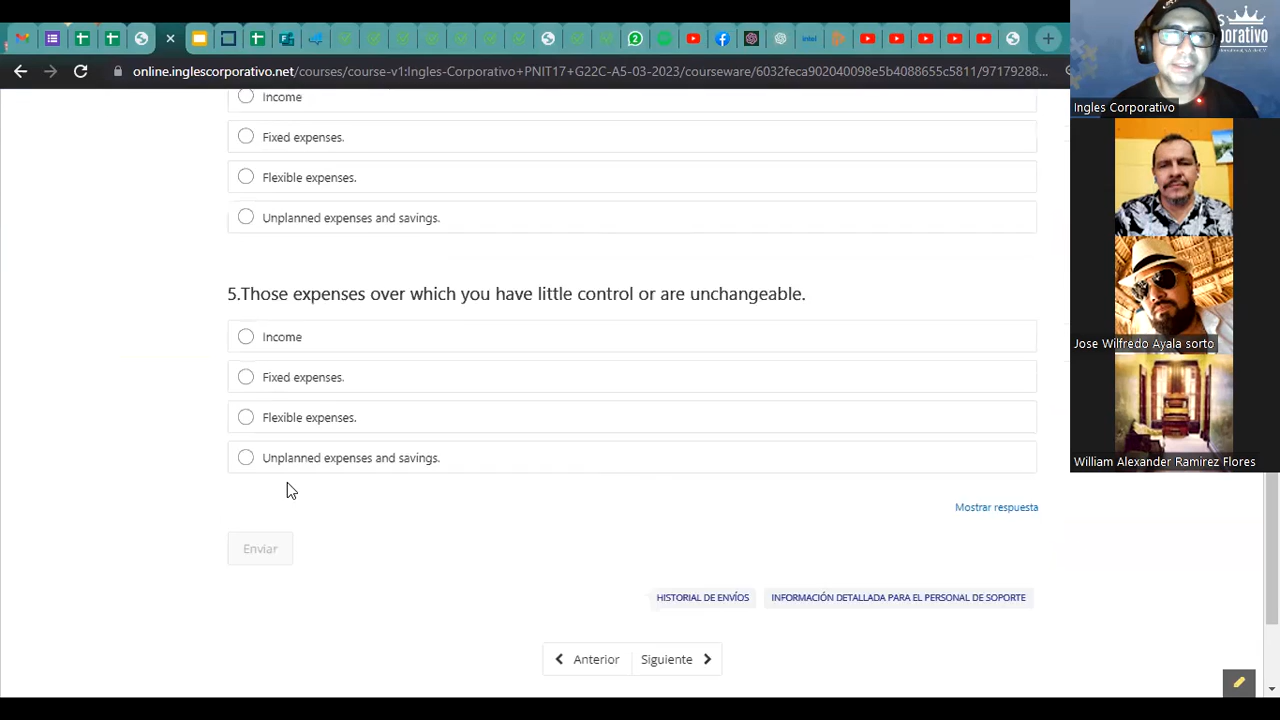 online.inglescorporativo.net/courses/course-v1:Ingles-Corporativo+PNIT17+G22C-A5-03-2023/courseware/6032feca902040098e5b4088655c5811/97179288...
Income
Fixed expenses.
Flexible expenses.
Unplanned expenses and savings.
5.Those expenses over which you have little control or are unchangeable.
Income
Fixed expenses.
Flexible expenses.
Unplanned expenses and savings.
Mostrar respuesta
Enviar
HISTORIAL DE ENVÍOS
INFORMACIÓN DETALLADA PARA EL PERSONAL DE SOPORTE
Anterior
Siguiente
Ingles Corporativo
Jose Wilfredo Ayala sorto
William Alexander Ramirez Flores